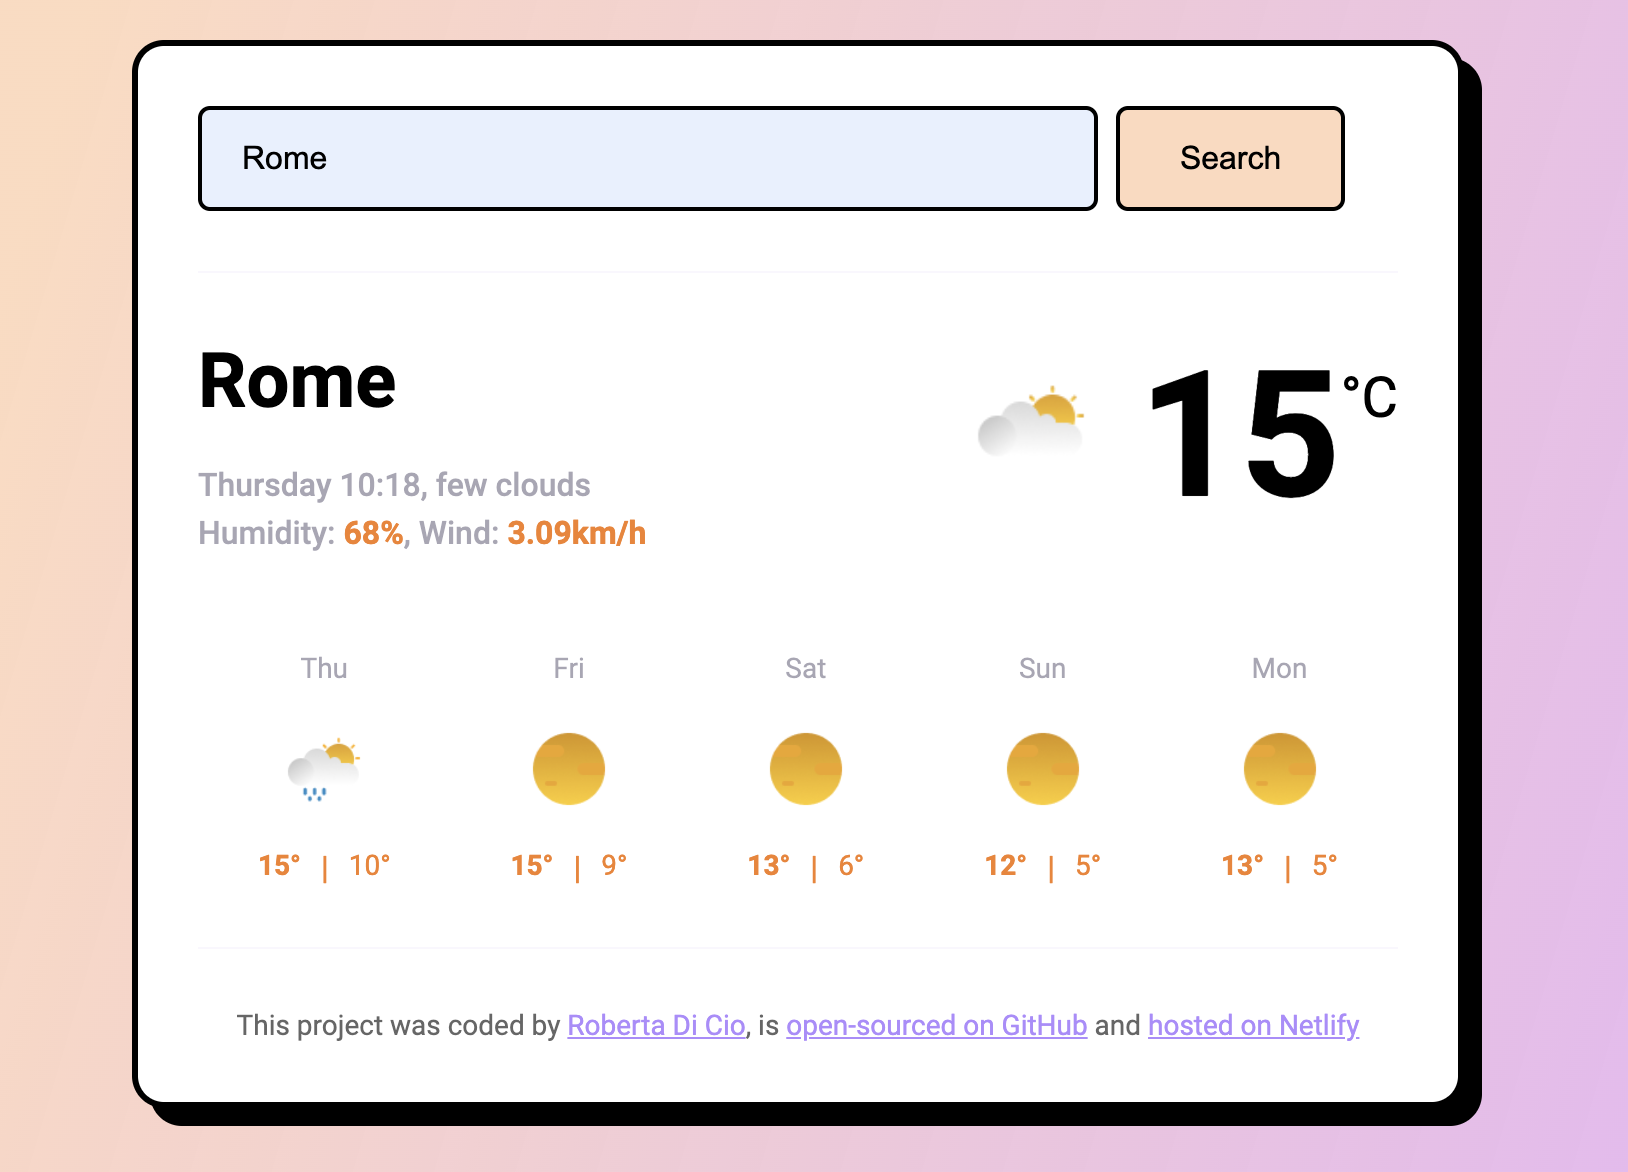 Rome
Search
Rome
15 °C
Thursday 10:18, few clouds
Humidity: 68%, Wind: 3.09km/h
Thu Fri Sat Sun Mon
15° | 10° 15° | 9° 13° | 6° 12° | 5° 13° | 5°
This project was coded by Roberta Di Cio, is open-sourced on GitHub and hosted on Netlify